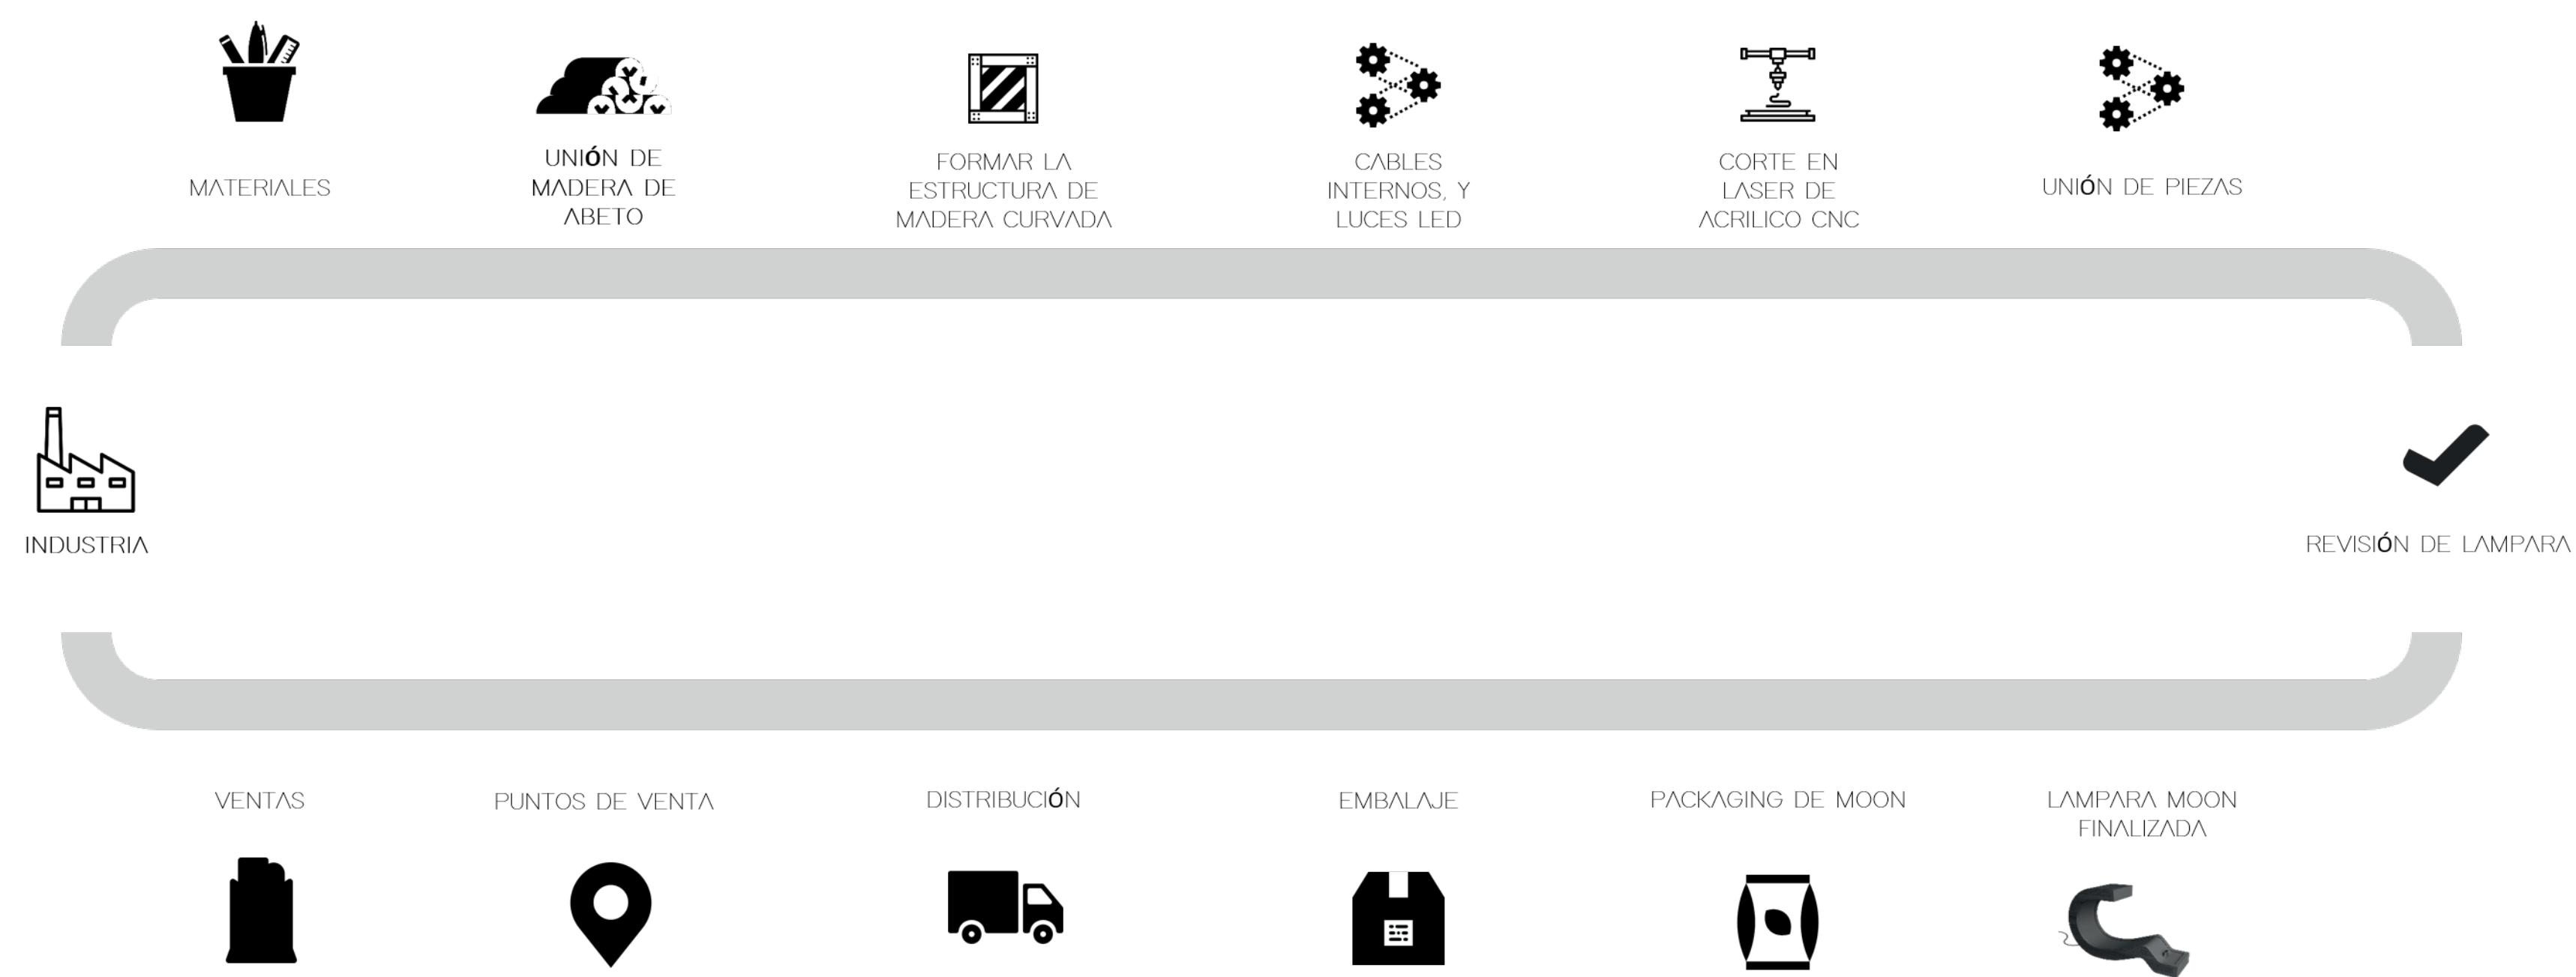 MATERIALES
UNIÓN DE
MADERA DE
ABETO
FORMAR LA
ESTRUCTURA DE
MADERA CURVADA
CABLES
INTERNOS, Y
LUCES LED
CORTE EN
LASER DE
ACRILICO CNC
UNIÓN DE PIEZAS
INDUSTRIA
REVISIÓN DE LAMPARA
VENTAS
PUNTOS DE VENTA
DISTRIBUCIÓN
EMBALAJE
PACKAGING DE MOON
LAMPARA MOON
FINALIZADA